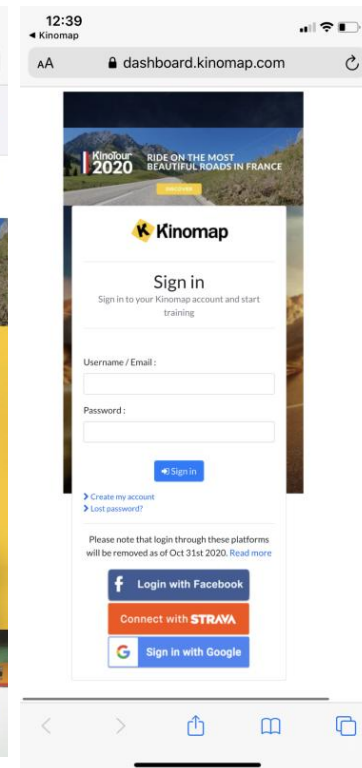 12:39
◀ Kinomap
AA dashboard.kinomap.com
KinoTour
2020
RIDE ON THE MOST
BEAUTIFUL ROADS IN FRANCE
DISCOVER
K Kinomap
Sign in
Sign in to your Kinomap account and start
training
Username / Email :
Password :
Sign in
Create my account
Lost password?
Please note that login through these platforms
will be removed as of Oct 31st 2020. Read more
f Login with Facebook
Connect with STRAVA
G Sign in with Google